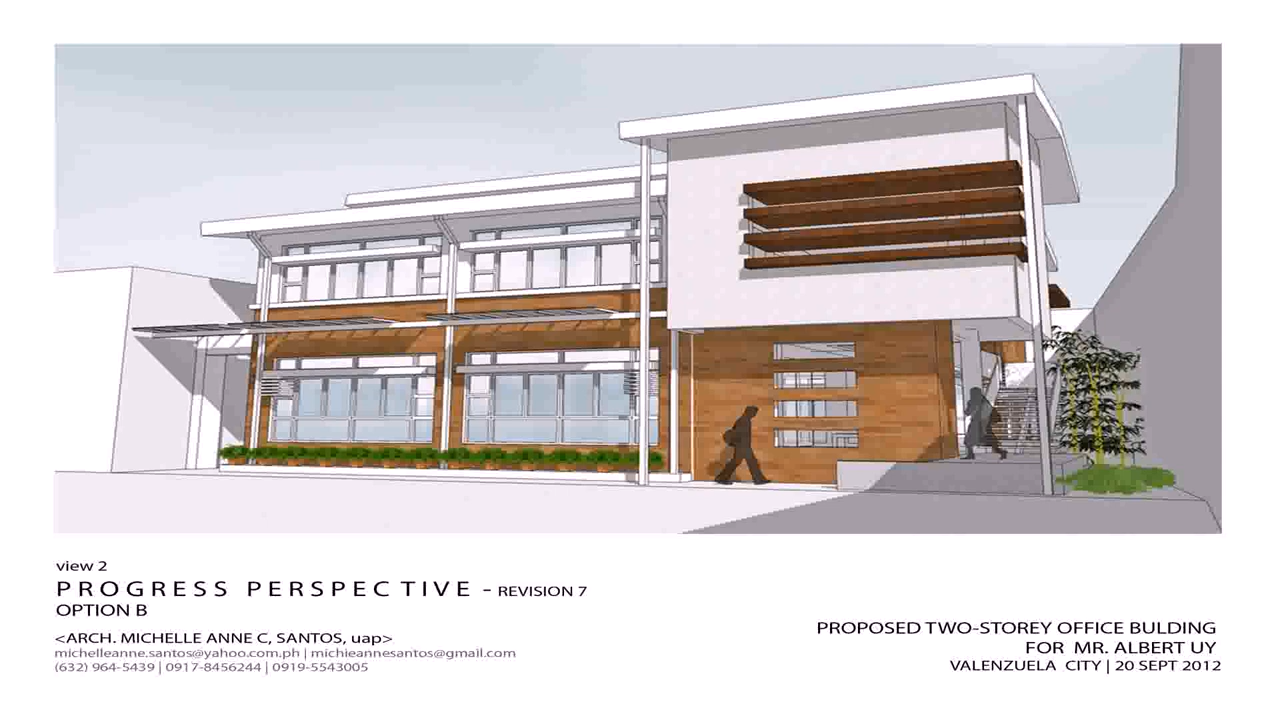 view 2
PROGRESS PERSPECTIVE - REVISION 7
OPTION B
<ARCH. MICHELLE ANNE C, SANTOS, uap>
michelleanne.santos@yahoo.com.ph | michieannesantos@gmail.com
(632) 964-5439 | 0917-8456244 | 0919-5543005
PROPOSED TWO-STOREY OFFICE BULDING
FOR MR. ALBERT UY
VALENZUELA CITY | 20 SEPT 2012